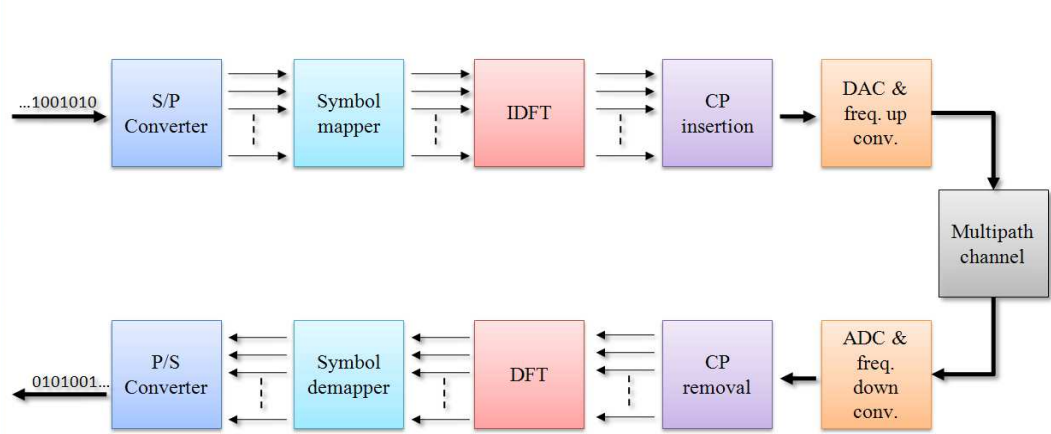 ...1001010
S/P
Converter
Symbol
mapper
IDFT
CP
insertion
DAC &
freq. up
conv.
Multipath
channel
0101001...
P/S
Converter
Symbol
demapper
DFT
CP
removal
ADC &
freq.
down
conv.